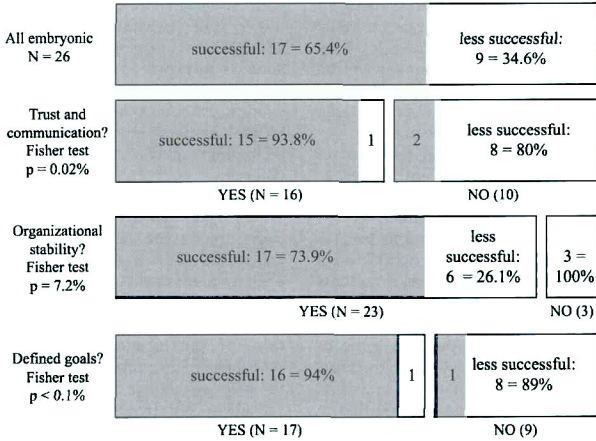 All embryonic
N = 26
successful: 17 = 65.4%
less successful:
9 = 34.6%
Trust and
communication?
Fisher test
p = 0.02%
successful: 15 = 93.8%
1
2
less successful:
8 = 80%
YES (N = 16)
NO (10)
Organizational
stability?
Fisher test
p = 7.2%
successful: 17 = 73.9%
less
successful:
6 = 26.1%
3 =
100%
YES (N = 23)
NO (3)
Defined goals?
Fisher test
p < 0.1%
successful: 16 = 94%
1
1
less successful:
8 = 89%
YES (N = 17)
NO (9)